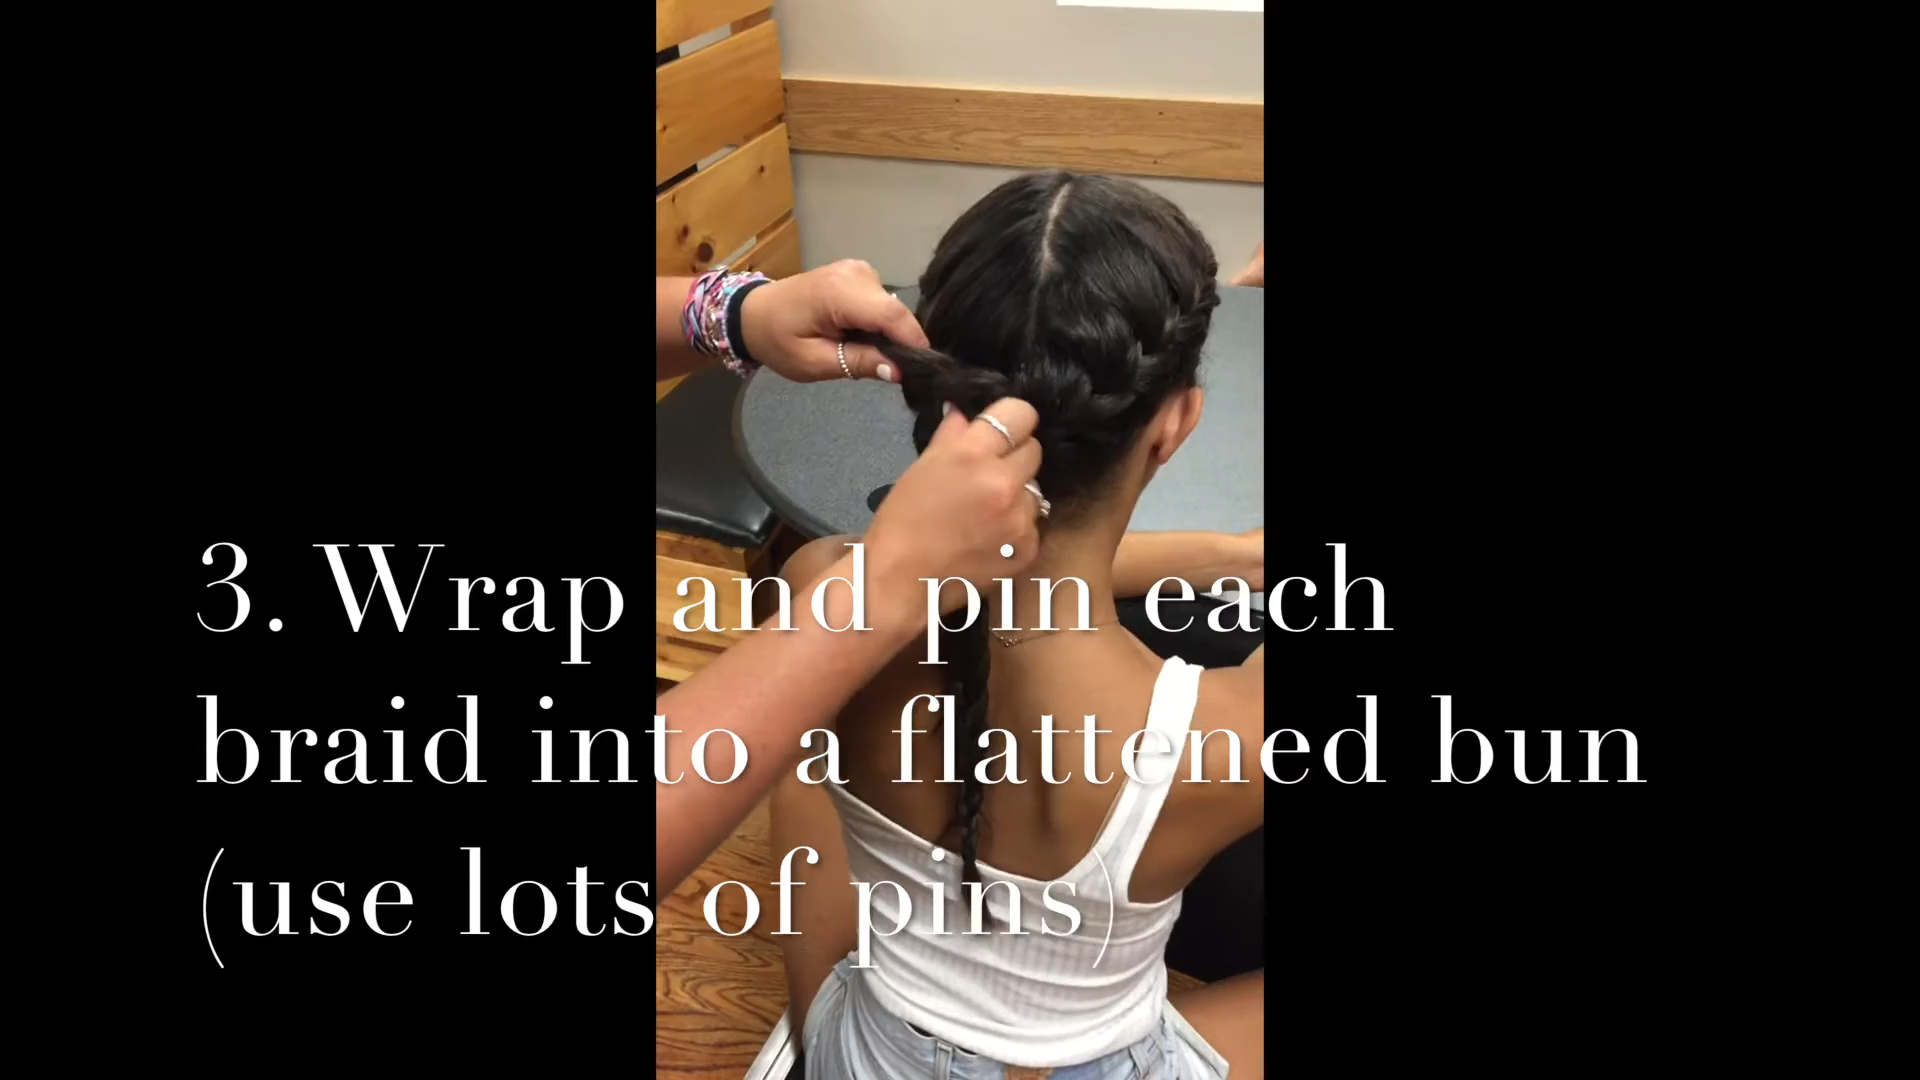 3. Wrap and pin each
braid into a flattened bun
(use lots of pins)